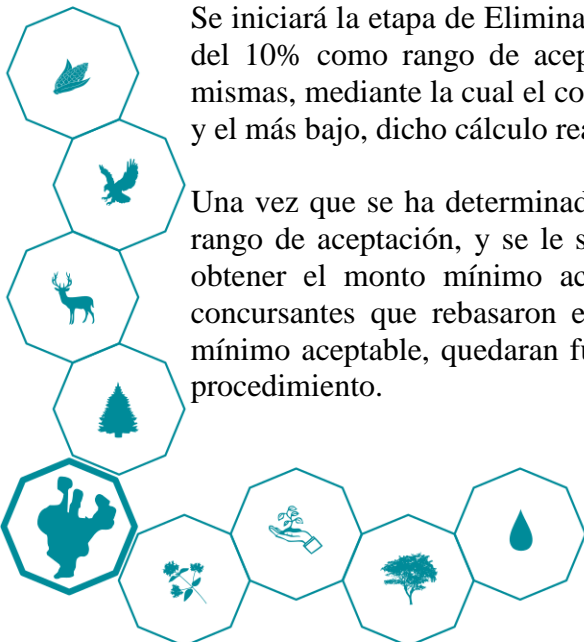 Se iniciará la etapa de Elimina
del 10% como rango de acep
mismas, mediante la cual el co
y el más bajo, dicho cálculo rea
Una vez que se ha determinad
rango de aceptación, y se le s
obtener el monto mínimo ac
concursantes que rebasaron e
mínimo aceptable, quedaran fu
procedimiento.